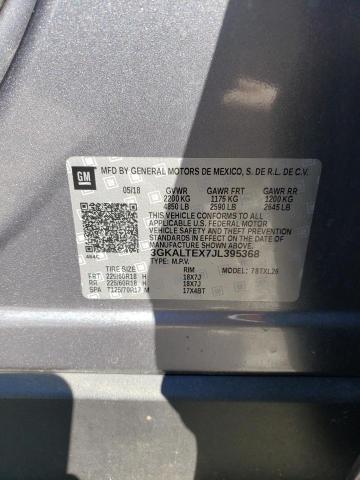 GM
MFD BY GENERAL MOTORS DE MEXICO, S. DE R.L. DE C.V.
05/18 GVWR GAWR FRT GAWR RR
2200 KG 1175 KG 1200 KG
4850 LB 2590 LB 2645 LB
THIS VEHICLE CONFORMS TO ALL
APPLICABLE U.S. FEDERAL MOTOR
VEHICLE SAFETY, BUMPER, AND THEFT
PREVENTION STANDARDS IN EFFECT ON
THE DATE OF MANUFACTURE SHOWN ABOVE.
3GKALTEX7JL395368
TYPE: M.P.V. MODEL: 78TXL26
TIRE SIZE RIM
FRT 225/60R18 H 18X7J
RR 225/60R18 H 18X7J
SPA T125/70R17 M 17X4BT